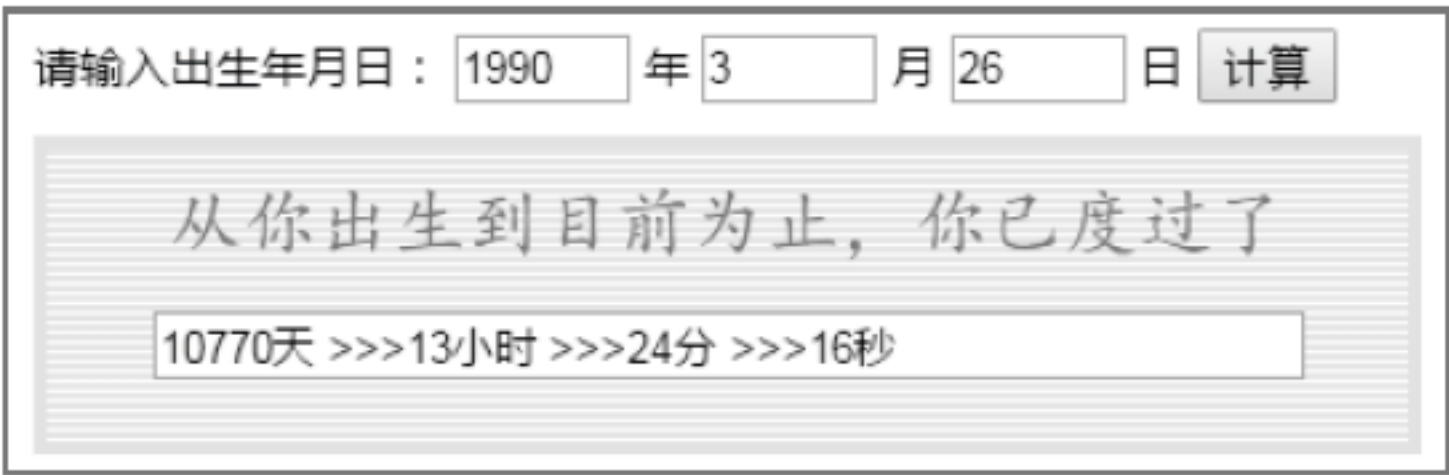 请输入出生年月日： 1990 年 3 月 26 日 计算
从你出生到目前为止，你已度过了
10770天 >>>13小时 >>>24分 >>>16秒